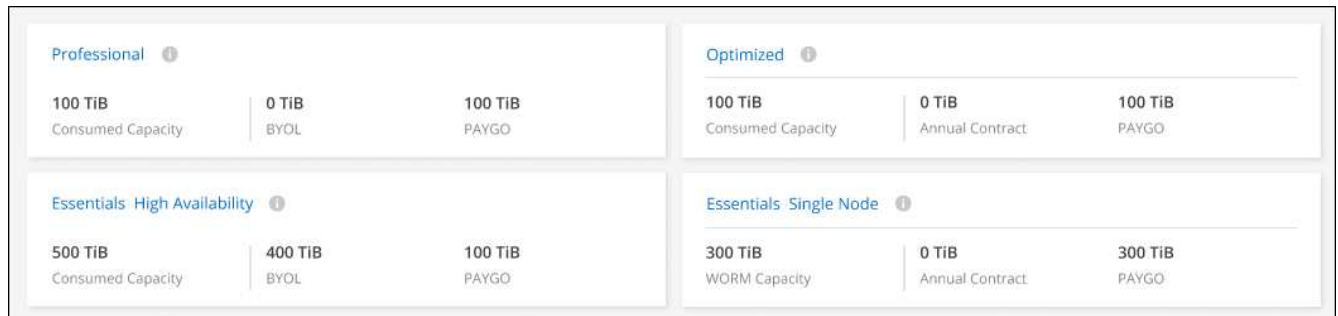 Professional
100 TiB 0 TiB 100 TiB
Consumed Capacity BYOL PAYGO
Optimized
100 TiB 0 TiB 100 TiB
Consumed Capacity Annual Contract PAYGO
Essentials High Availability
500 TiB 400 TiB 100 TiB
Consumed Capacity BYOL PAYGO
Essentials Single Node
300 TiB 0 TiB 300 TiB
WORM Capacity Annual Contract PAYGO